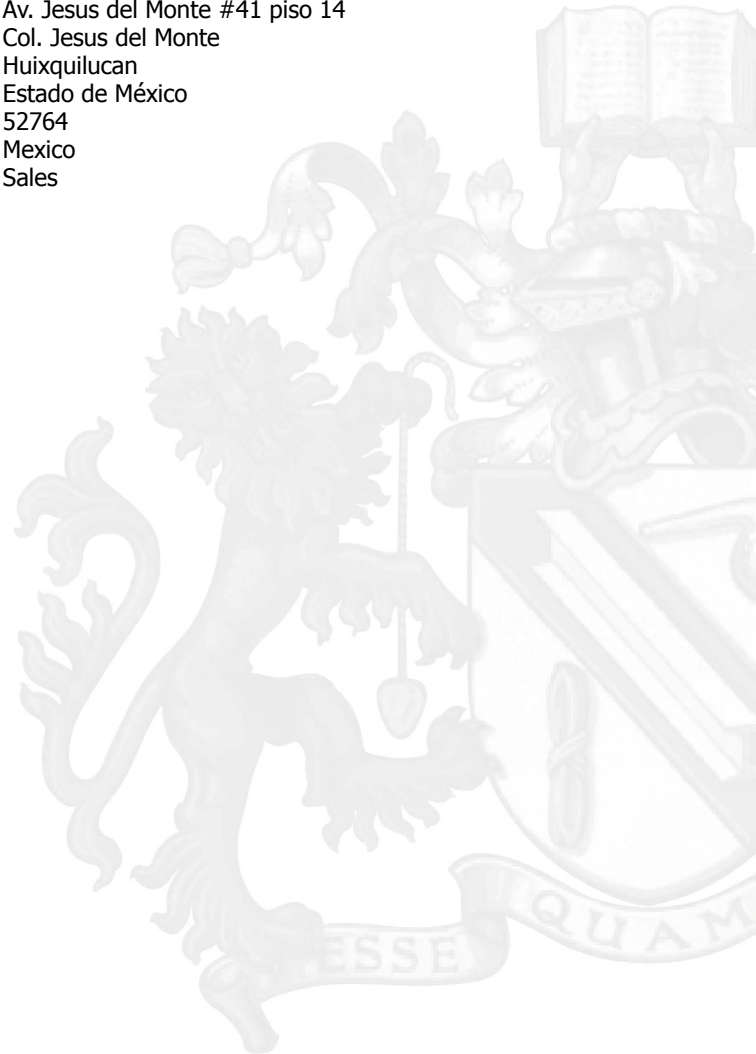 Av. Jesus del Monte #41 piso 14
Col. Jesus del Monte
Huixquilucan
Estado de México
52764
Mexico
Sales
ESSE
QUAM